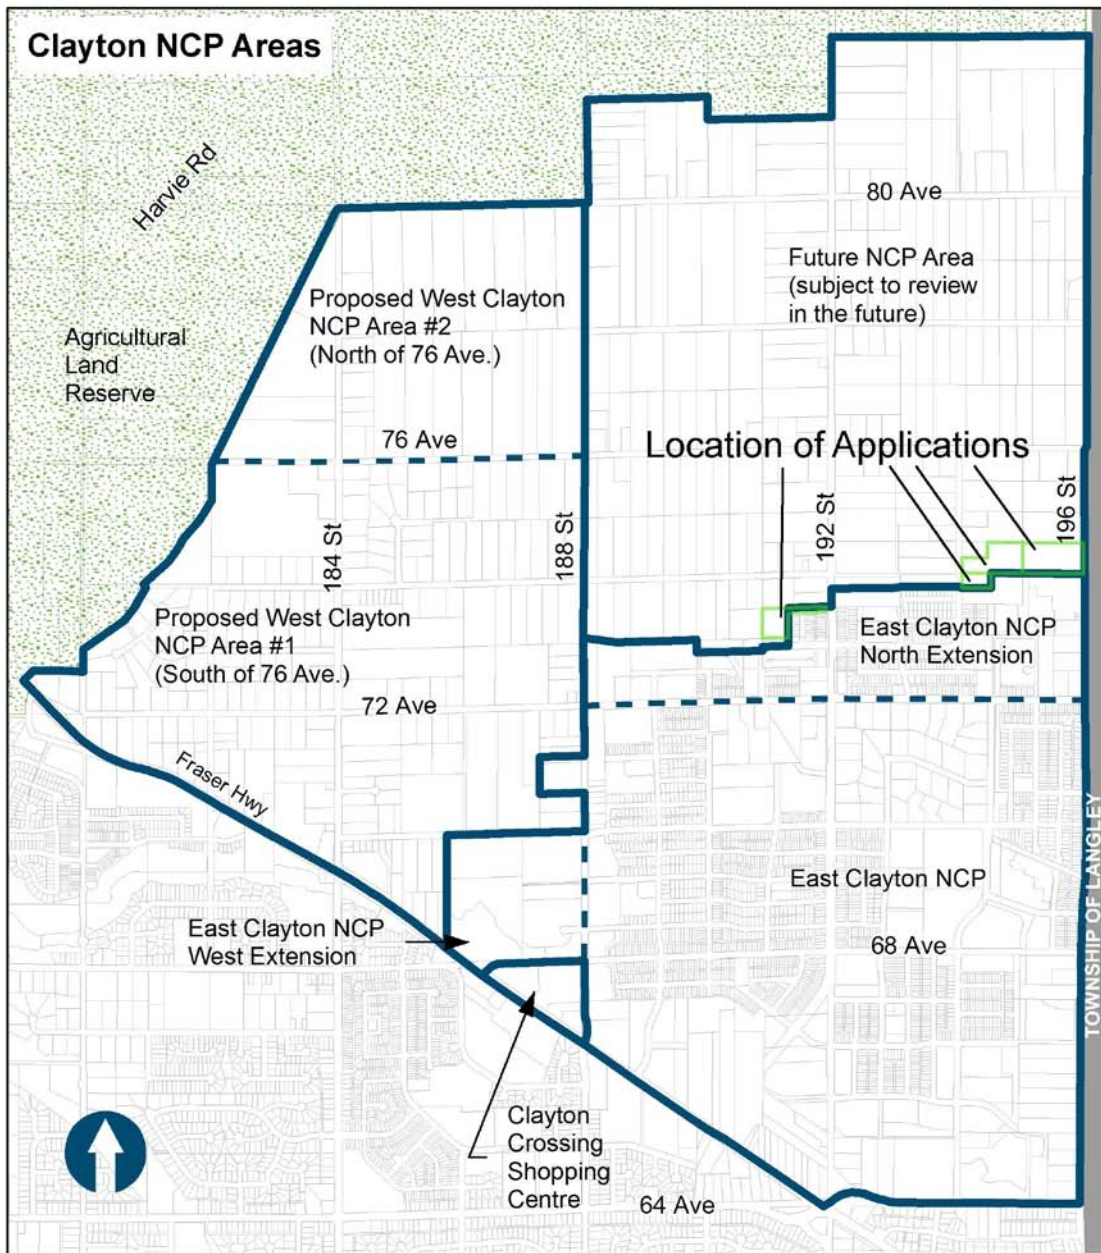 Clayton NCP Areas
Harvie Rd
80 Ave
Future NCP Area
(subject to review
in the future)
Proposed West Clayton
NCP Area #2
(North of 76 Ave.)
Agricultural
Land
Reserve
76 Ave
Location of Applications
184 St
188 St
192 St
196 St
Proposed West Clayton
NCP Area #1
(South of 76 Ave.)
East Clayton NCP
North Extension
72 Ave
Fraser Hwy
TOWNSHIP OF LANGLEY
East Clayton NCP
East Clayton NCP
West Extension
68 Ave
Clayton
Crossing
Shopping
Centre
64 Ave